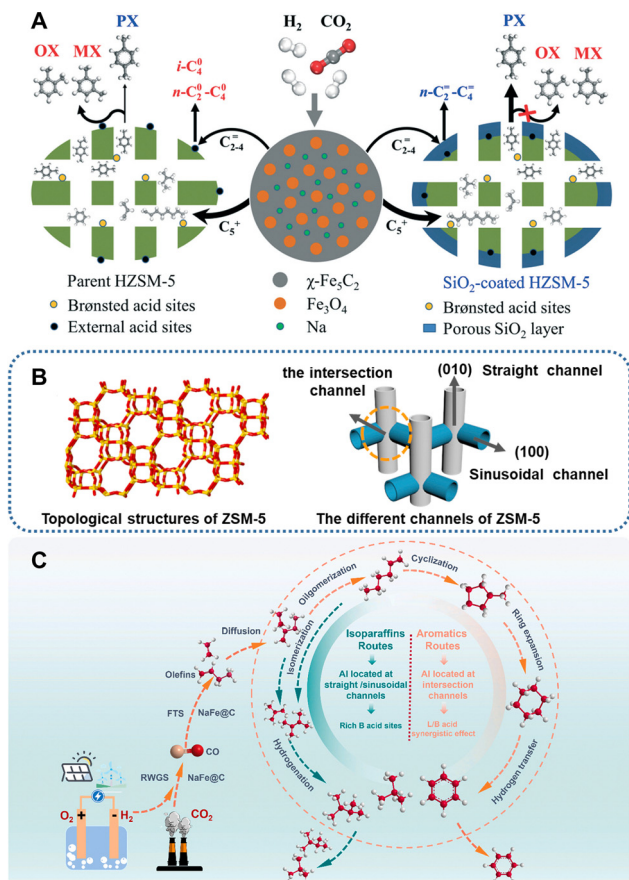 A
PX
H₂
CO₂
PX
OX
MX
OX
MX
i-C₄⁰
n-C₂⁰-C₄⁰
n-C₂⁼-C₄⁼
C₂₋₄⁼
C₂₋₄⁼
C₅⁺
C₅⁺
Parent HZSM-5
Brønsted acid sites
External acid sites
χ-Fe₅C₂
Fe₃O₄
Na
SiO₂-coated HZSM-5
Brønsted acid sites
Porous SiO₂ layer
B
the intersection
channel
(010) Straight channel
(100)
Sinusoidal channel
Topological structures of ZSM-5
The different channels of ZSM-5
C
Diffusion
Oilgomerization
Cyclization
Ring expansion
Hydrogen transfer
Isomerization
Hydrogenation
Olefins
FTS
NaFe@C
CO
RWGS
NaFe@C
O₂
+
-
H₂
CO₂
Isoparaffins
Routes
Al located at
straight /sinusoidal
channels
Rich B acid sites
Aromatics
Routes
Al located at
intersection
channels
L/B acid
synergistic effect